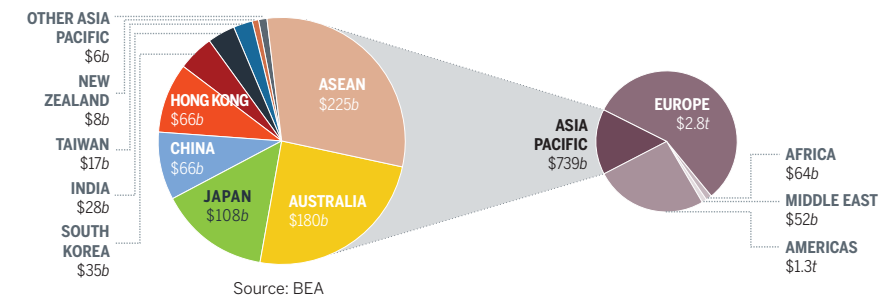 OTHER ASIA
PACIFIC
$6b
NEW
ZEALAND
$8b
TAIWAN
$17b
INDIA
$28b
SOUTH
KOREA
$35b
HONG KONG
$66b
CHINA
$66b
JAPAN
$108b
ASEAN
$225b
AUSTRALIA
$180b
Source: BEA
ASIA
PACIFIC
$739b
EUROPE
$2.8t
AFRICA
$64b
MIDDLE EAST
$52b
AMERICAS
$1.3t